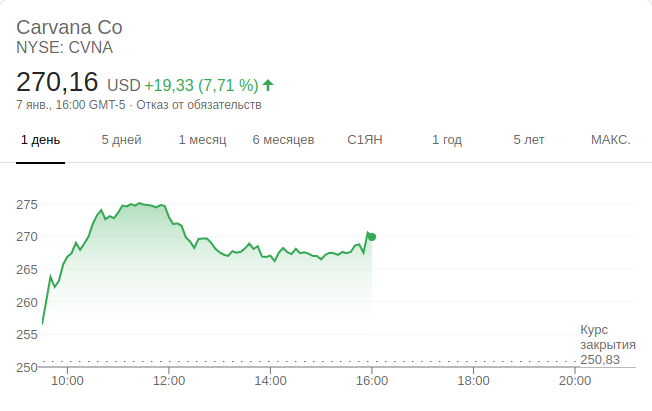 Carvana Co
NYSE: CVNA
270,16 USD +19,33 (7,71 %)
7 янв., 16:00 GMT-5 · Отказ от обязательств
1 день 5 дней 1 месяц 6 месяцев С1ЯН 1 год 5 лет МАКС.
275
270
265
260
255
250
Курс
закрытия
250,83
10:00 12:00 14:00 16:00 18:00 20:00